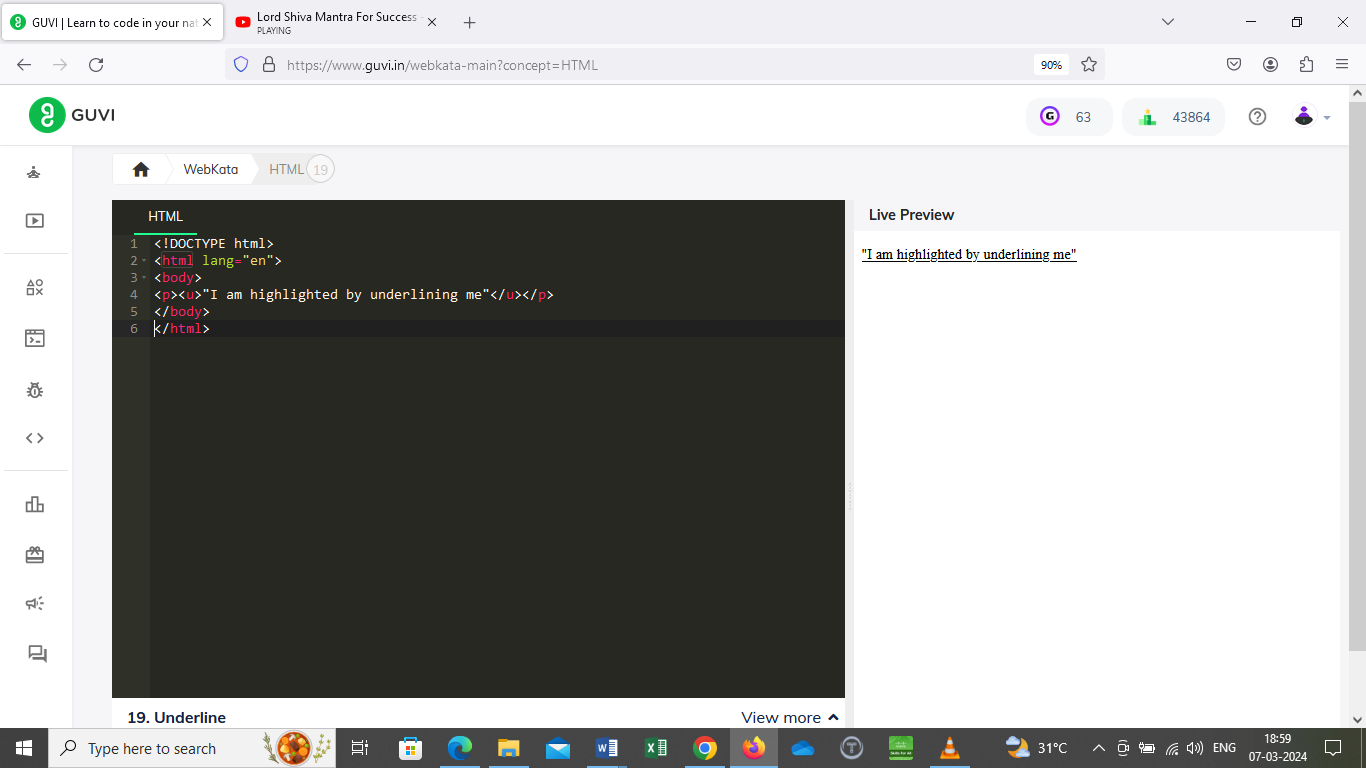 GUVI | Learn to code in your nat
Lord Shiva Mantra For Success -
PLAYING
https://www.guvi.in/webkata-main?concept=HTML
90%
GUVI
63
43864
WebKata
HTML
19
HTML
Live Preview
1 <!DOCTYPE html>
2 <html lang="en">
3 <body>
4 <p><u>"I am highlighted by underlining me"</u></p>
5 </body>
6 </html>
"I am highlighted by underlining me"
19. Underline
View more
Type here to search
31°C
ENG
18:59
07-03-2024